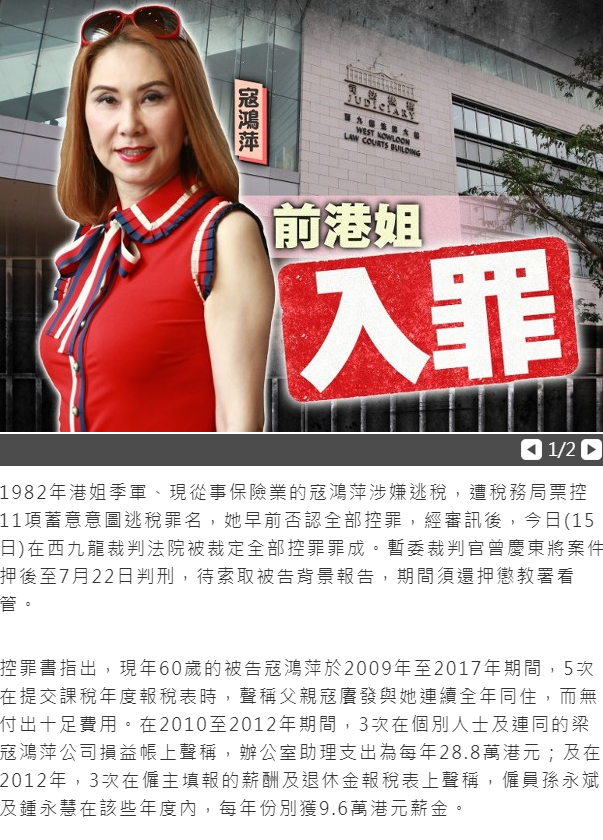 寇鴻萍
司法機構
JUDICIARY
西九龍法院大樓
WEST KOWLOON
LAW COURTS BUILDING
前港姐
入罪
1/2
1982年港姐季軍、現從事保險業的寇鴻萍涉嫌逃稅，遭稅務局票控
11項蓄意意圖逃稅罪名，她早前否認全部控罪，經審訊後，今日(15
日)在西九龍裁判法院被裁定全部控罪罪成。暫委裁判官曾慶東將案件
押後至7月22日判刑，待索取被告背景報告，期間須還押懲教署看
管。
控罪書指出，現年60歲的被告寇鴻萍於2009年至2017年期間，5次
在提交課稅年度報稅表時，聲稱父親寇賡發與她連續全年同住，而無
付出十足費用。在2010至2012年期間，3次在個別人士及連同的梁
寇鴻萍公司損益帳上聲稱，辦公室助理支出為每年28.8萬港元；及在
2012年，3次在僱主填報的薪酬及退休金報稅表上聲稱，僱員孫永斌
及鍾永慧在該些年度內，每年份別獲9.6萬港元薪金。